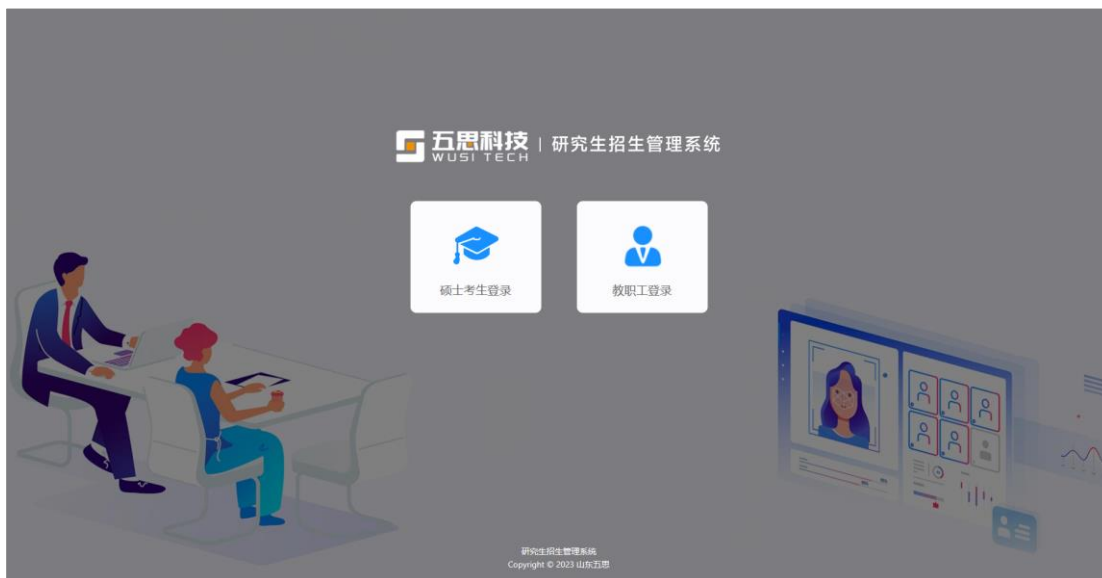 五思科技 | 研究生招生管理系统
WUSI TECH
硕士考生登录
教职工登录
研究生招生管理系统
Copyright © 2023 山东五思